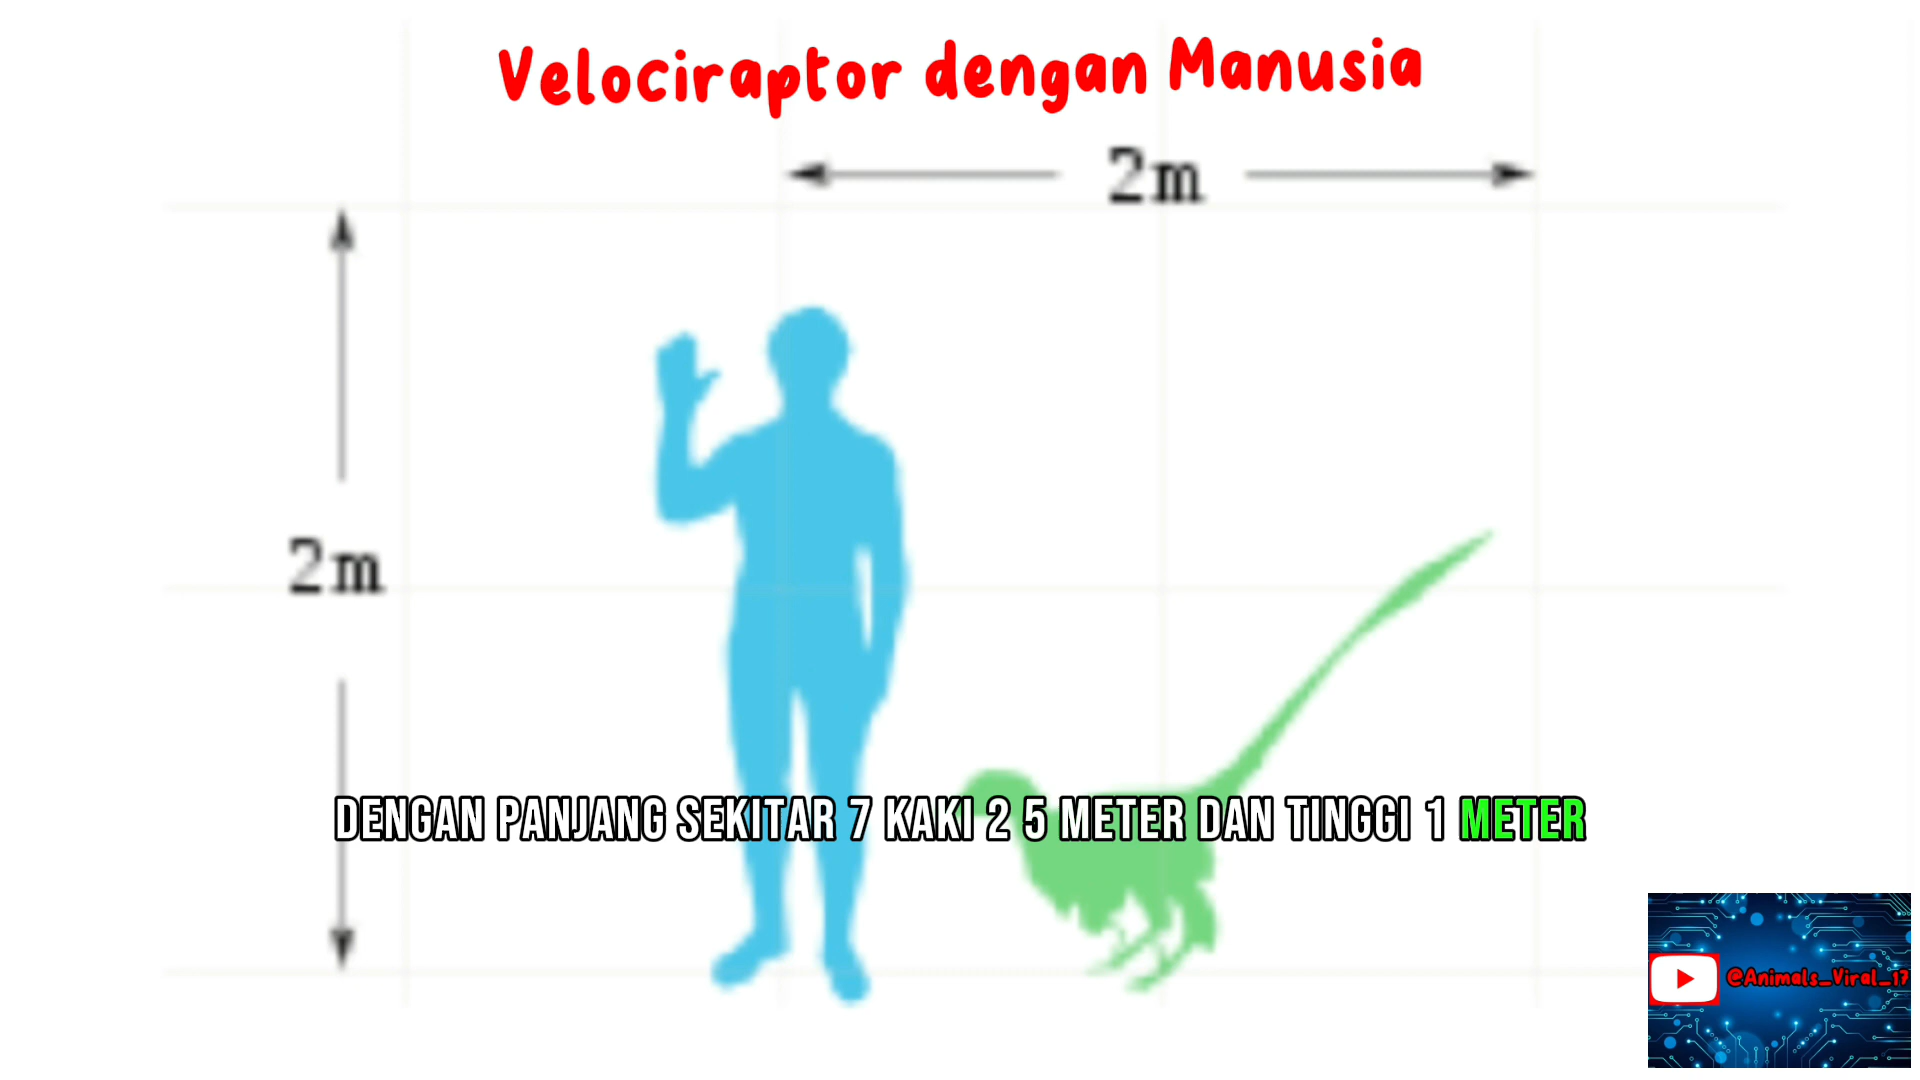 Velociraptor dengan Manusia
2m
2m
DENGAN PANJANG SEKITAR 7 KAKI 2 5 METER DAN TINGGI 1 METER
@Animals_Viral_17